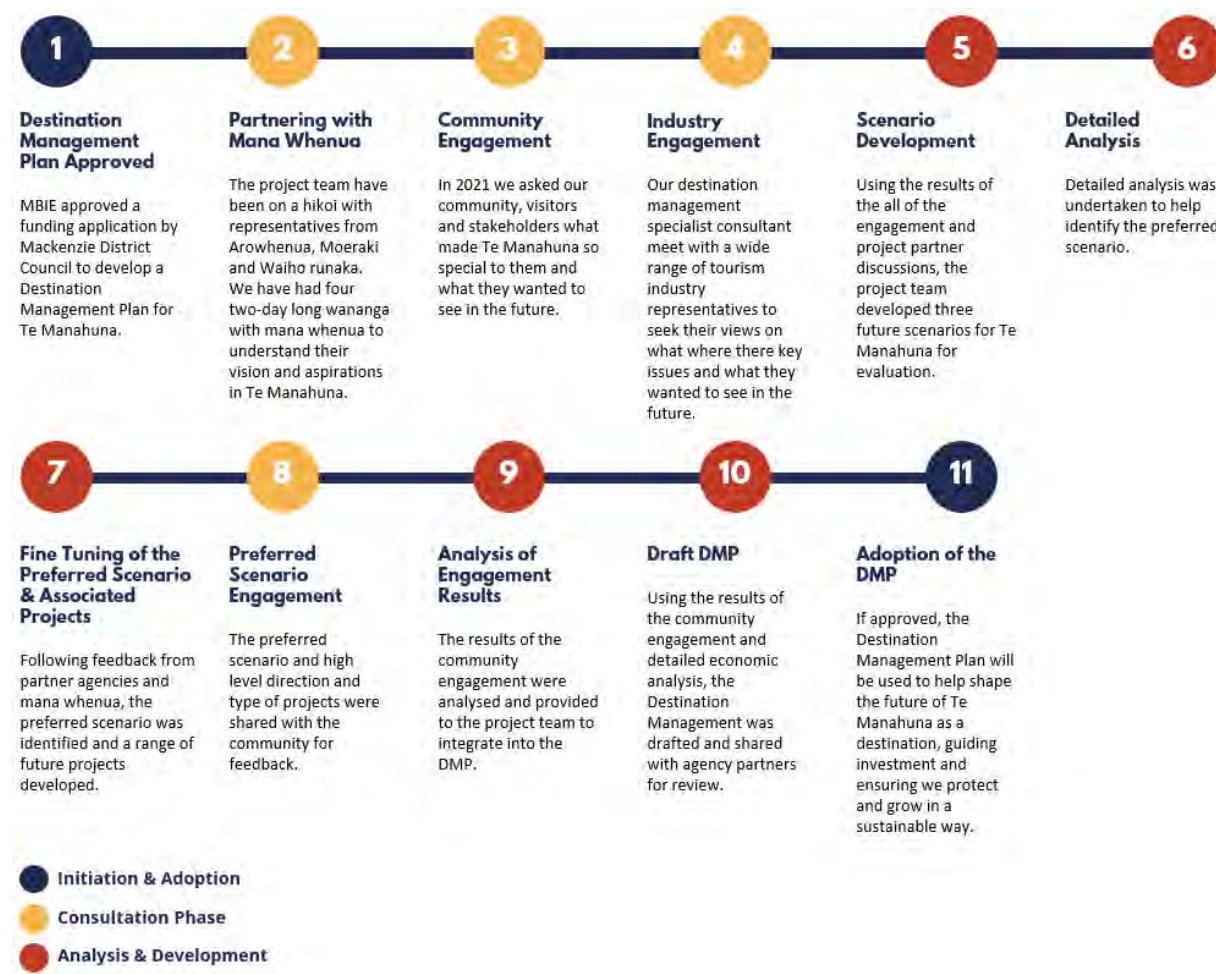 1
2
3
4
5
6
Destination
Management
Plan Approved
MBIE approved a
funding application by
Mackenzie District
Council to develop a
Destination
Management Plan for
Te Manahuna.
Partnering with
Mana Whenua
The project team have
been on a hikoi with
representatives from
Arowhenua, Moeraki
and Waiho runaka.
We have had four
two-day long wananga
with mana whenua to
understand their
vision and aspirations
in Te Manahuna.
Community
Engagement
In 2021 we asked our
community, visitors
and stakeholders what
made Te Manahuna so
special to them and
what they wanted to
see in the future.
Industry
Engagement
Our destination
management
specialist consultant
meet with a wide
range of tourism
industry
representatives to
seek their views on
what where there key
issues and what they
wanted to see in the
future.
Scenario
Development
Using the results of
the all of the
engagement and
project partner
discussions, the
project team
developed three
future scenarios for Te
Manahuna for
evaluation.
Detailed
Analysis
Detailed analysis was
undertaken to help
identify the preferred
scenario.
7
8
9
10
11
Fine Tuning of the
Preferred Scenario
& Associated
Projects
Following feedback from
partner agencies and
mana whenua, the
preferred scenario was
identified and a range of
future projects
developed.
Preferred
Scenario
Engagement
The preferred
scenario and high
level direction and
type of projects were
shared with the
community for
feedback.
Analysis of
Engagement
Results
The results of the
community
engagement were
analysed and provided
to the project team to
integrate into the
DMP.
Draft DMP
Using the results of
the community
engagement and
detailed economic
analysis, the
Destination
Management was
drafted and shared
with agency partners
for review.
Adoption of the
DMP
If approved, the
Destination
Management Plan will
be used to help shape
the future of Te
Manahuna as a
destination, guiding
investment and
ensuring we protect
and grow in a
sustainable way.
Initiation & Adoption
Consultation Phase
Analysis & Development